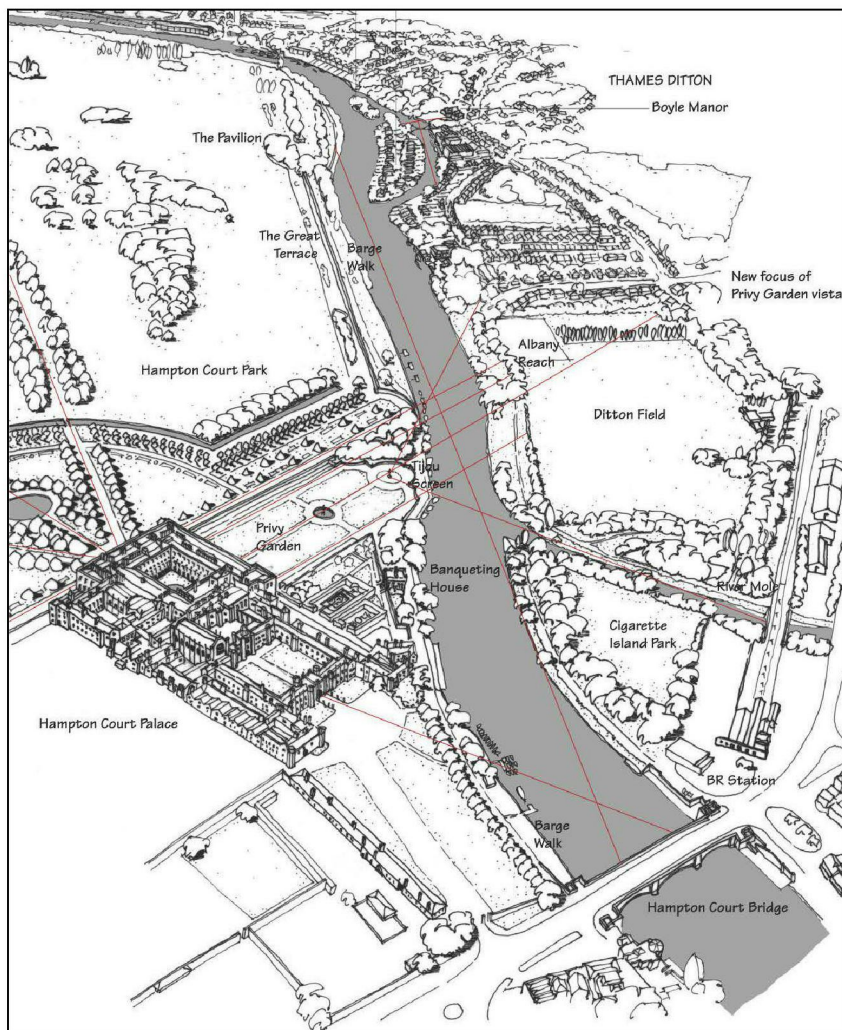 THAMES DITTON
Boyle Manor
The Pavilion
The Great
Terrace
Barge
Walk
New focus of
Privy Garden vista
Albany
Reach
Hampton Court Park
Ditton Field
Tijou
Screen
Privy
Garden
Banqueting
House
River Mole
Cigarette
Island Park
Hampton Court Palace
BR Station
Barge
Walk
Hampton Court Bridge